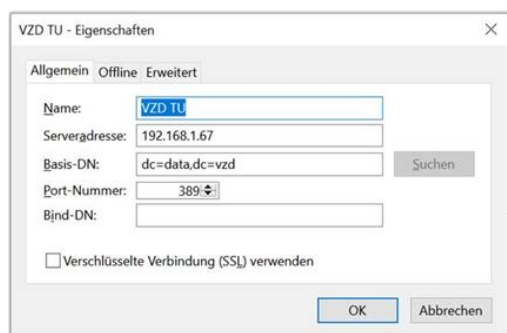 VZD TU - Eigenschaften
Allgemein Offline Erweitert
Name: VZD TU
Serveradresse: 192.168.1.67
Basis-DN: dc=data,dc=vzd Suchen
Port-Nummer: 389
Bind-DN:
Verschlüsselte Verbindung (SSL) verwenden
OK Abbrechen